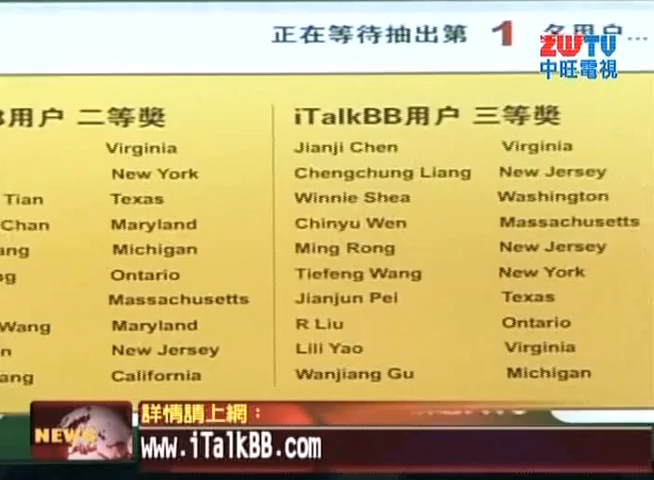 正在等待抽出第 1 名用户...
ZWTV
中旺電視
B用户 二等獎
Virginia
New York
Tian Texas
Chan Maryland
ang Michigan
g Ontario
Massachusetts
Wang Maryland
n New Jersey
ang California
iTalkBB用户 三等獎
Jianji Chen Virginia
Chengchung Liang New Jersey
Winnie Shea Washington
Chinyu Wen Massachusetts
Ming Rong New Jersey
Tiefeng Wang New York
Jianjun Pei Texas
R Liu Ontario
Lili Yao Virginia
Wanjiang Gu Michigan
NEWS
詳情請上網：
www.iTalkBB.com